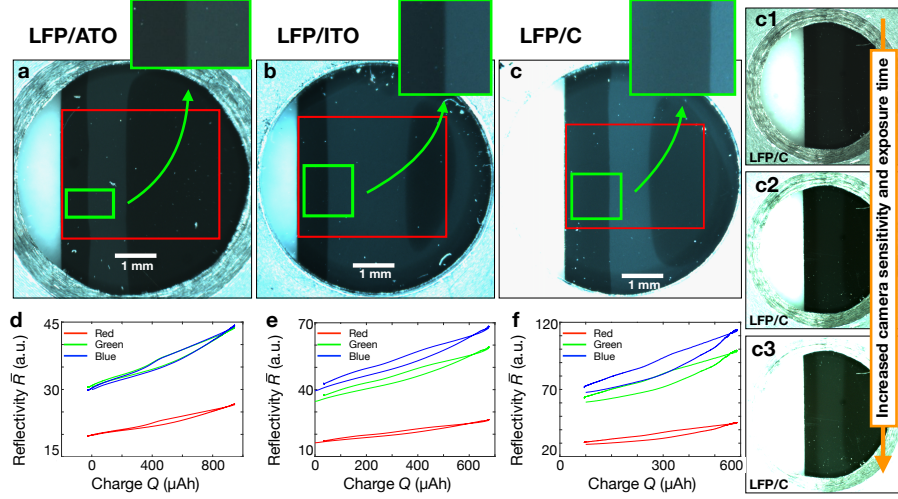 LFP/ATO
LFP/ITO
LFP/C
a
b
c
1 mm
1 mm
1 mm
c1
LFP/C
c2
LFP/C
c3
LFP/C
Increased camera sensitivity and exposure time
d
45
30
15
Reflectivity R̄ (a.u.)
Red
Green
Blue
0
400
800
Charge Q (µAh)
e
70
40
10
Reflectivity R̄ (a.u.)
Red
Green
Blue
0
200
400
600
Charge Q (µAh)
f
120
70
20
Reflectivity R̄ (a.u.)
Red
Green
Blue
0
300
600
Charge Q (µAh)